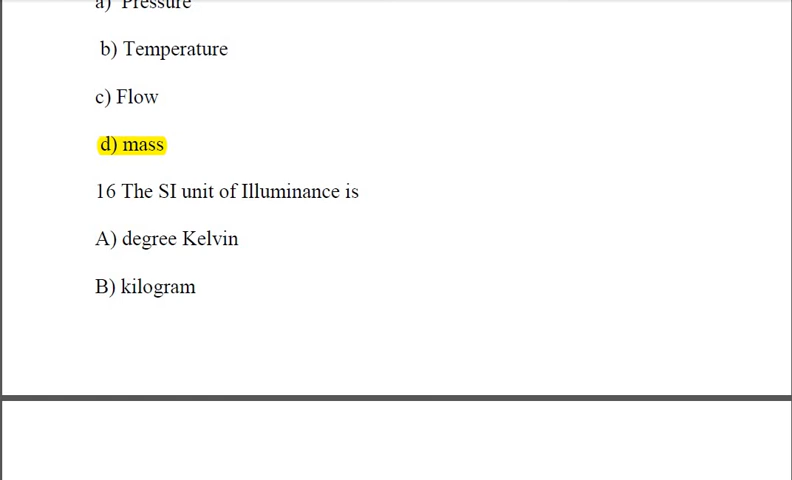 a) Pressure
b) Temperature
c) Flow
d) mass
16 The SI unit of Illuminance is
A) degree Kelvin
B) kilogram